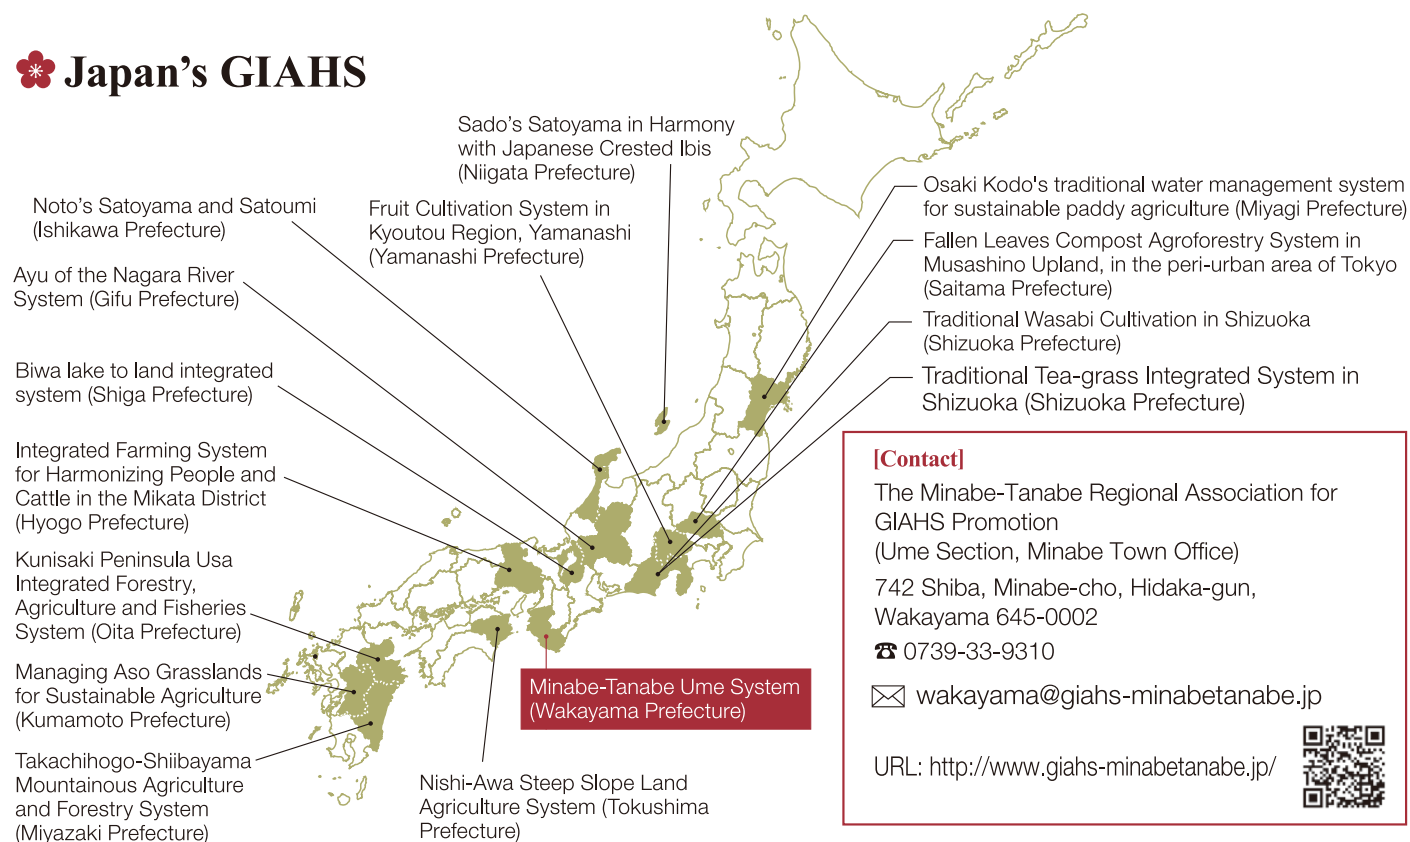 Japan's GIAHS
Sado's Satoyama in Harmony
with Japanese Crested Ibis
(Niigata Prefecture)
Noto's Satoyama and Satoumi
(Ishikawa Prefecture)
Fruit Cultivation System in
Kyoutou Region, Yamanashi
(Yamanashi Prefecture)
Ayu of the Nagara River
System (Gifu Prefecture)
Biwa lake to land integrated
system (Shiga Prefecture)
Integrated Farming System
for Harmonizing People and
Cattle in the Mikata District
(Hyogo Prefecture)
Kunisaki Peninsula Usa
Integrated Forestry,
Agriculture and Fisheries
System (Oita Prefecture)
Managing Aso Grasslands
for Sustainable Agriculture
(Kumamoto Prefecture)
Takachihogo-Shiibayama
Mountainous Agriculture
and Forestry System
(Miyazaki Prefecture)
Nishi-Awa Steep Slope Land
Agriculture System (Tokushima
Prefecture)
Minabe-Tanabe Ume System
(Wakayama Prefecture)
Osaki Kodo's traditional water management system
for sustainable paddy agriculture (Miyagi Prefecture)
Fallen Leaves Compost Agroforestry System in
Musashino Upland, in the peri-urban area of Tokyo
(Saitama Prefecture)
Traditional Wasabi Cultivation in Shizuoka
(Shizuoka Prefecture)
Traditional Tea-grass Integrated System in
Shizuoka (Shizuoka Prefecture)
[Contact]
The Minabe-Tanabe Regional Association for
GIAHS Promotion
(Ume Section, Minabe Town Office)
742 Shiba, Minabe-cho, Hidaka-gun,
Wakayama 645-0002
☎ 0739-33-9310
✉ wakayama@giahs-minabetanabe.jp
URL: http://www.giahs-minabetanabe.jp/